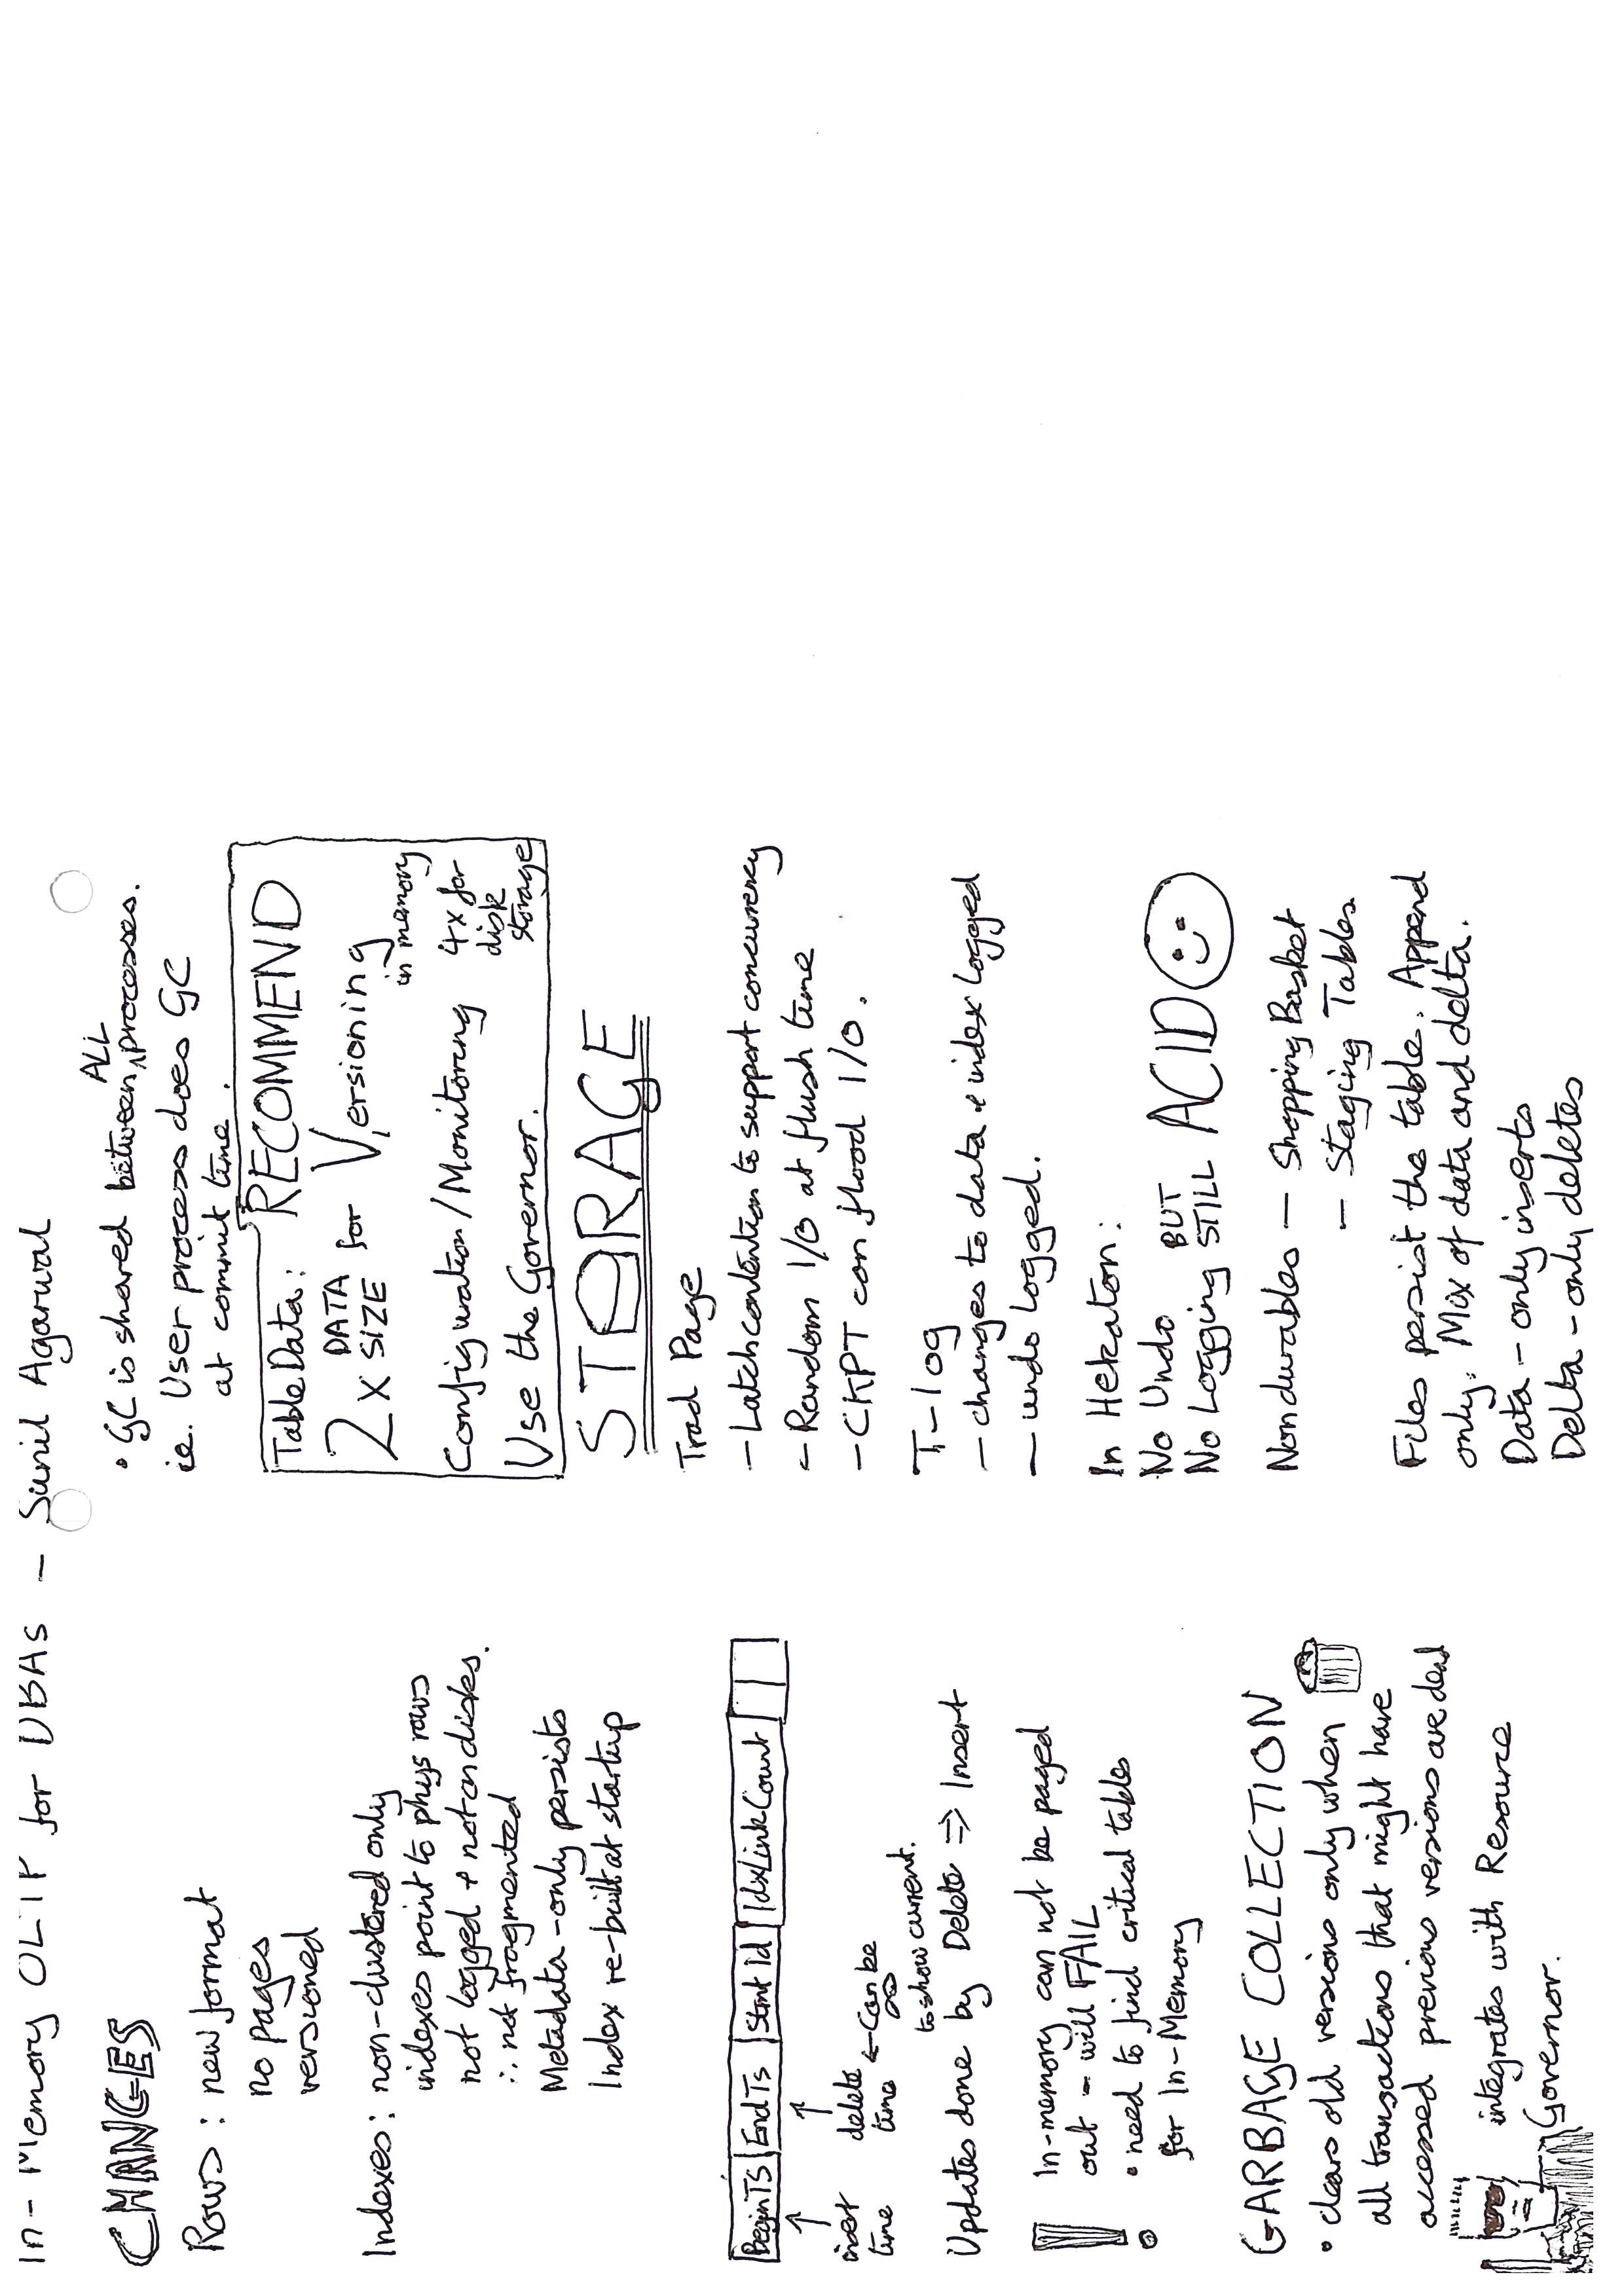 In-Memory OLTP for DBAs - Sunil Agarwal
CHANGES
Rows : new format
no pages
versioned
Indexes : non-clustered only
indexes point to phys rows
not logged + not on disks.
∴ not fragmented
Metadata - only persists
Index re-built at startup
BeginTS EndTs Stmt Id IdxLinkCount
insert
time
delete
time ← Can be
∞
to show current.
Updates done by Delete ⇒ Insert
! In-memory can not be paged
out - will FAIL
• need to find critical tables
for In-Memory
GARBAGE COLLECTION
• clears old versions only when
all transactions that might have
accessed previous versions are dead
integrates with Resource
Governor.
• GC is shared between ALL processes.
ie. User process does GC
at commit time .
RECOMMEND
Table Data :
2x DATA SIZE for Versioning
in memory
4x for
disk
storage
Configuration / Monitoring
Use the Governor.
STORAGE
Trad Page
- Latch contention to support concurrency
- Random I/O at flush time
- CKPT can flood I/O .
T-log
- changes to data + index logged
- undo logged.
In Hekaton :
No Undo
No Logging BUT STILL ACID
Non durables - Shopping Basket
- Staging Tables
Files persist the table. Append
only. Mix of data and delta.
Data - only inserts
Delta - only deletes